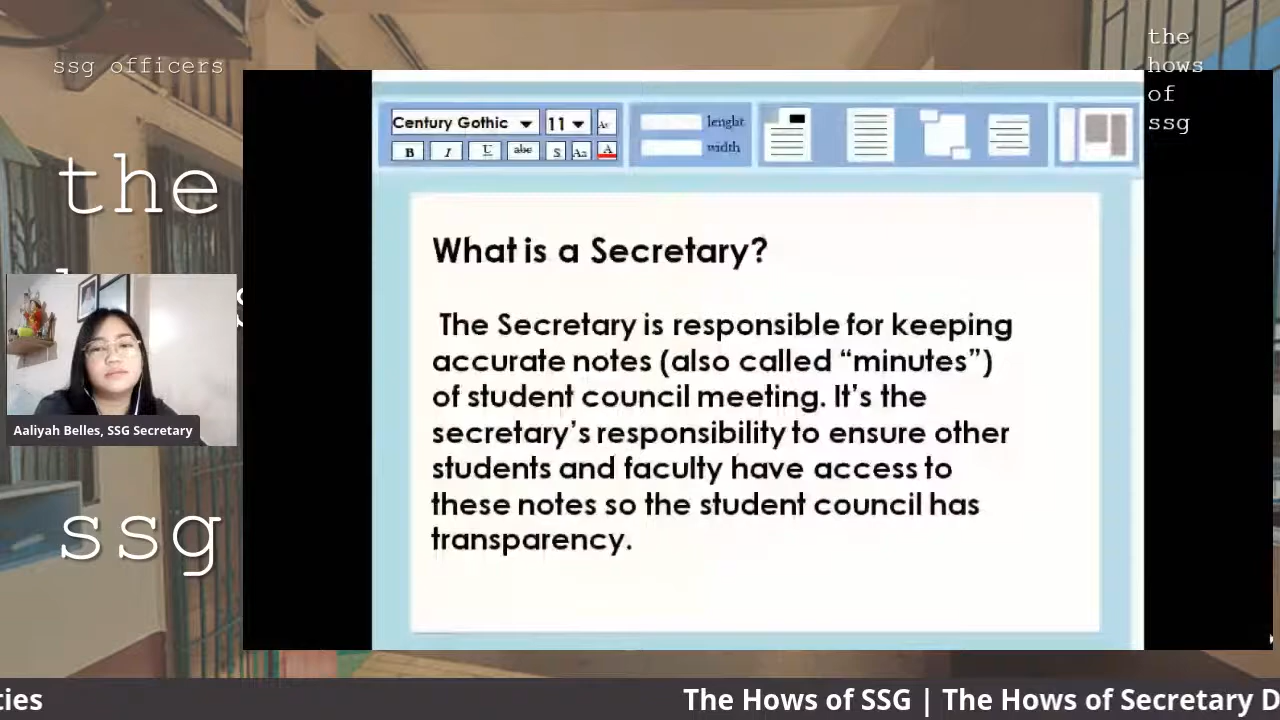 ssg officers
the
hows
of
ssg
the
ssg
Century Gothic
11
lenght
width
B
I
U
abc
S
Aa
A
What is a Secretary?
The Secretary is responsible for keeping
accurate notes (also called “minutes”)
of student council meeting. It’s the
secretary’s responsibility to ensure other
students and faculty have access to
these notes so the student council has
transparency.
Aaliyah Belles, SSG Secretary
ties
The Hows of SSG | The Hows of Secretary D